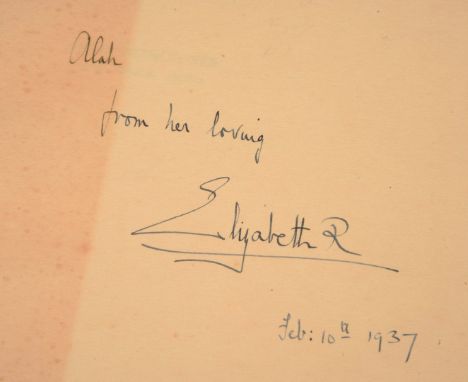 Alah
from her loving
Elizabeth R
Feb: 10th 1937